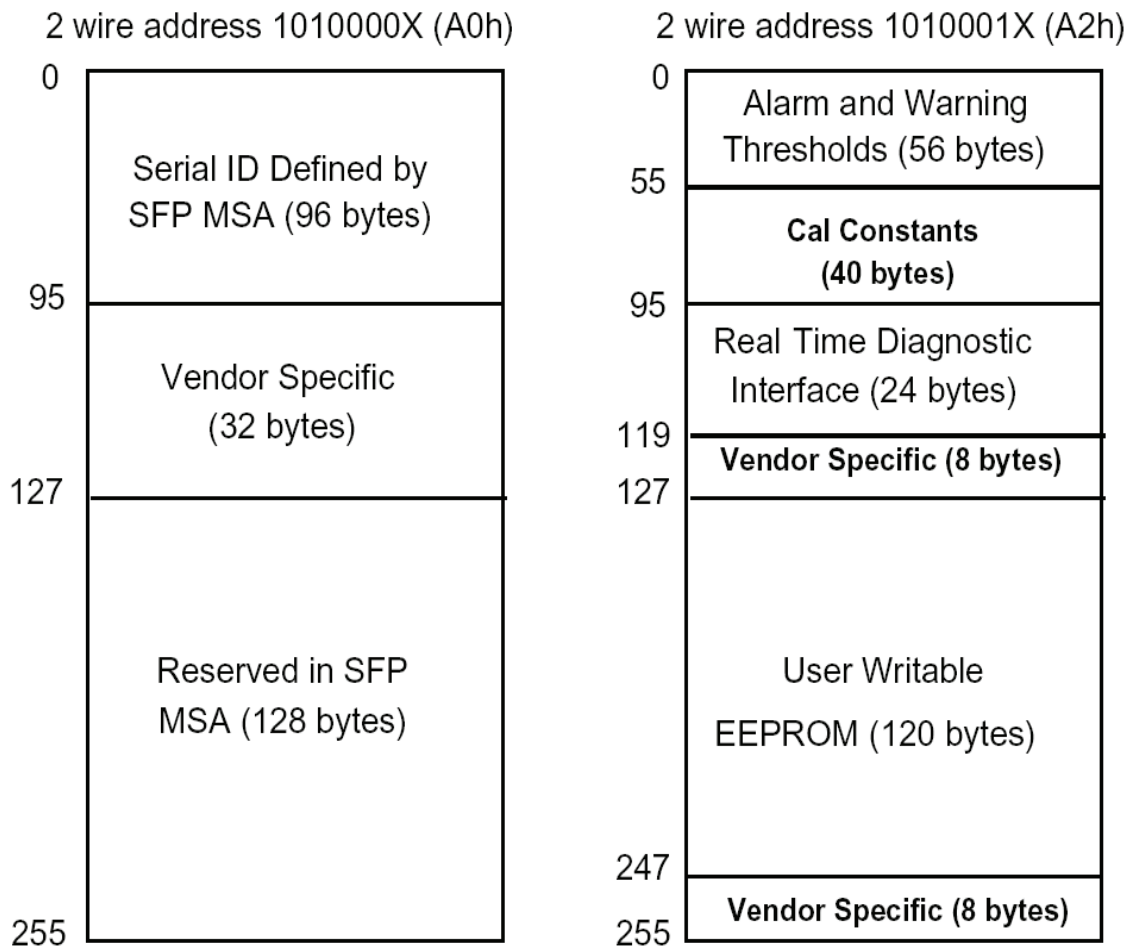 2 wire address 1010000X (A0h)
0
Serial ID Defined by
SFP MSA (96 bytes)
95
Vendor Specific
(32 bytes)
127
Reserved in SFP
MSA (128 bytes)
255
2 wire address 1010001X (A2h)
0
Alarm and Warning
Thresholds (56 bytes)
55
Cal Constants
(40 bytes)
95
Real Time Diagnostic
Interface (24 bytes)
119
Vendor Specific (8 bytes)
127
User Writable
EEPROM (120 bytes)
247
Vendor Specific (8 bytes)
255